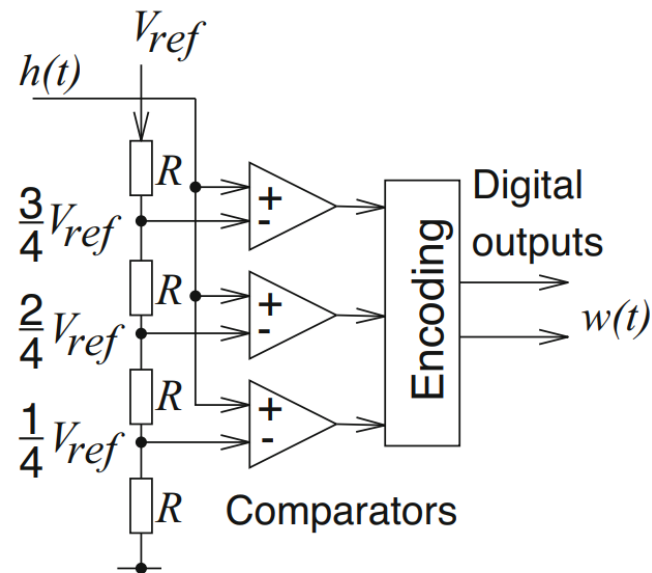 V_ref
h(t)
R
3/4 V_ref
+
-
Digital
outputs
R
2/4 V_ref
+
-
Encoding
w(t)
R
1/4 V_ref
+
-
R
Comparators